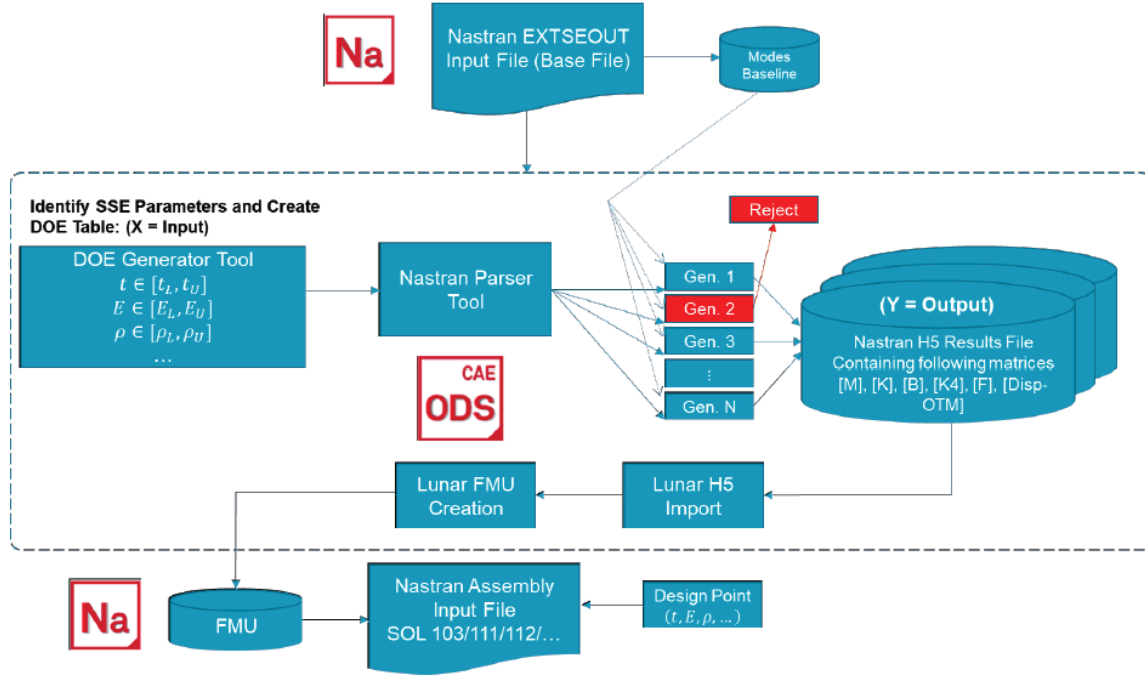 Na
Nastran EXTSEOUT
Input File (Base File)
Modes
Baseline
Identify SSE Parameters and Create
DOE Table: (X = Input)
DOE Generator Tool
t ∈ [t_L, t_U]
E ∈ [E_L, E_U]
ρ ∈ [ρ_L, ρ_U]
…
Nastran Parser
Tool
CAE
ODS
Reject
Gen. 1
Gen. 2
Gen. 3
⋮
Gen. N
(Y = Output)
Nastran H5 Results File
Containing following matrices
[M], [K], [B], [K4], [F], [Disp-
OTM]
Lunar FMU
Creation
Lunar H5
Import
Na
FMU
Nastran Assembly
Input File
SOL 103/111/112/…
Design Point
(t, E, ρ, …)